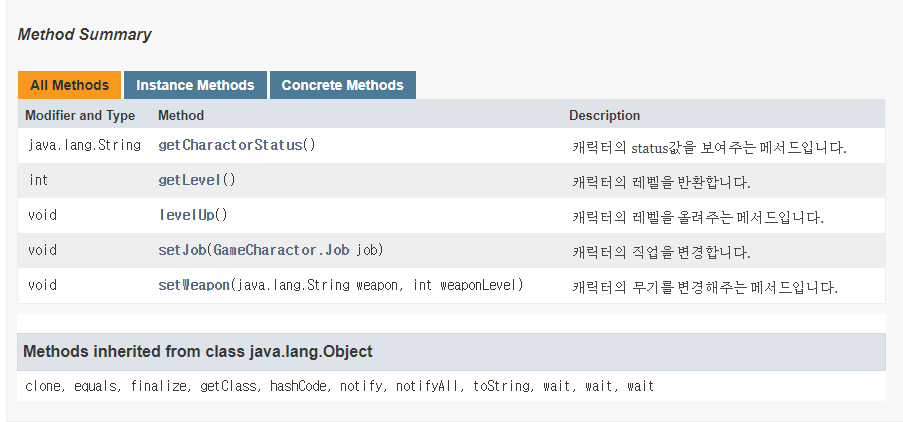 Method Summary
All Methods Instance Methods Concrete Methods
Modifier and Type Method Description
java.lang.String getCharactorStatus() 캐릭터의 status값을 보여주는 메서드입니다.
int getLevel() 캐릭터의 레벨을 반환합니다.
void levelUp() 캐릭터의 레벨을 올려주는 메서드입니다.
void setJob(GameCharactor.Job job) 캐릭터의 직업을 변경합니다.
void setWeapon(java.lang.String weapon, int weaponLevel) 캐릭터의 무기를 변경해주는 메서드입니다.
Methods inherited from class java.lang.Object
clone, equals, finalize, getClass, hashCode, notify, notifyAll, toString, wait, wait, wait